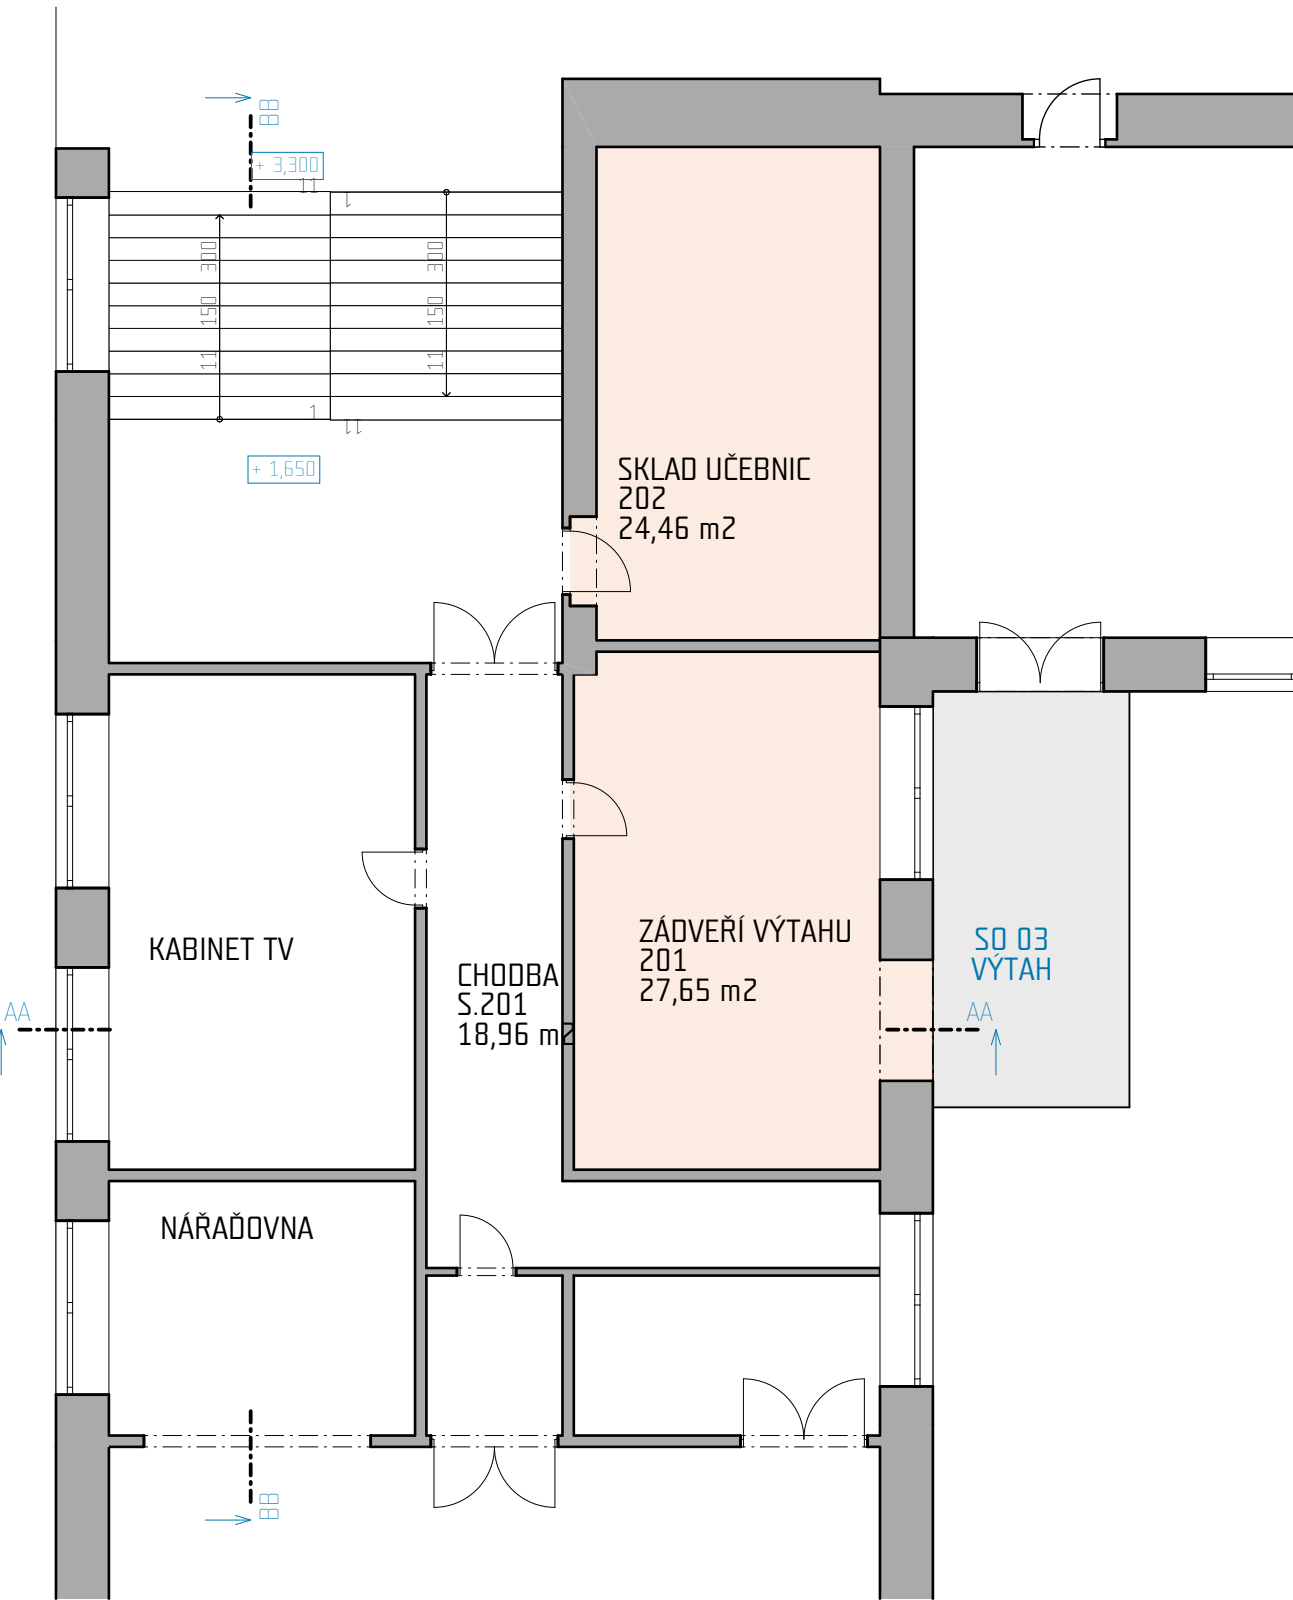 BB
+ 3,300
11
1
11 150 300
11 150 300
1
11
+ 1,650
SKLAD UČEBNIC
202
24,46 m2
KABINET TV
ZÁDVEŘÍ VÝTAHU
201
27,65 m2
SO 03
VÝTAH
CHODBA
S.201
18,96 m2
AA
AA
NÁŘAĎOVNA
BB